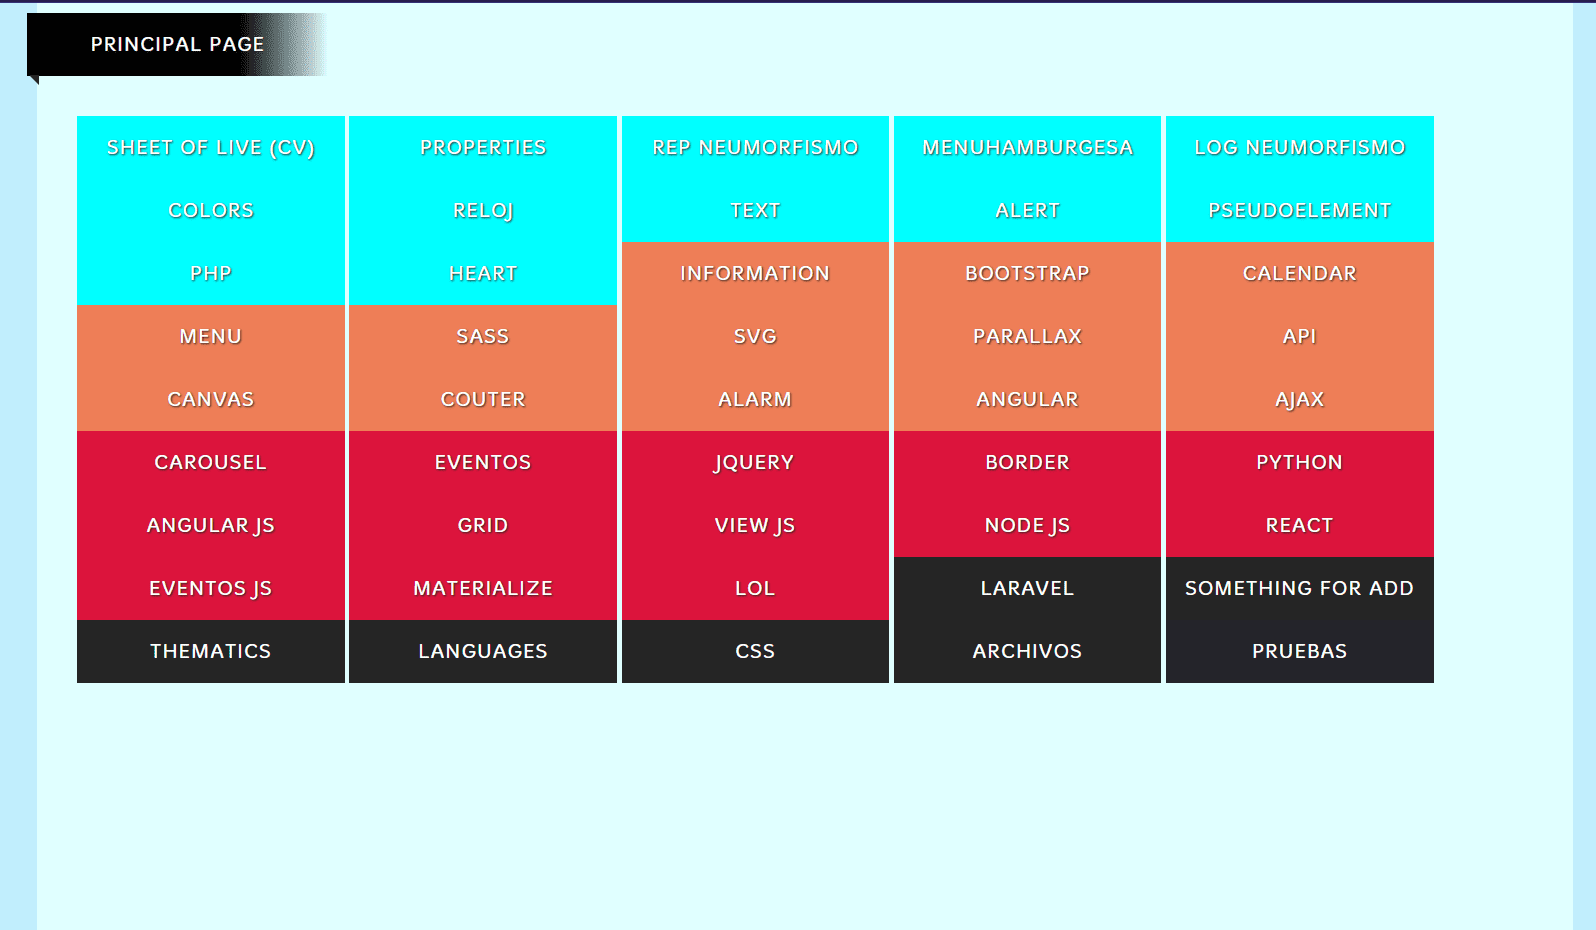 PRINCIPAL PAGE
SHEET OF LIVE (CV) PROPERTIES REP NEUMORFISMO MENUHAMBURGESA LOG NEUMORFISMO
COLORS RELOJ TEXT ALERT PSEUDOELEMENT
PHP HEART INFORMATION BOOTSTRAP CALENDAR
MENU SASS SVG PARALLAX API
CANVAS COUTER ALARM ANGULAR AJAX
CAROUSEL EVENTOS JQUERY BORDER PYTHON
ANGULAR JS GRID VIEW JS NODE JS REACT
EVENTOS JS MATERIALIZE LOL LARAVEL SOMETHING FOR ADD
THEMATICS LANGUAGES CSS ARCHIVOS PRUEBAS